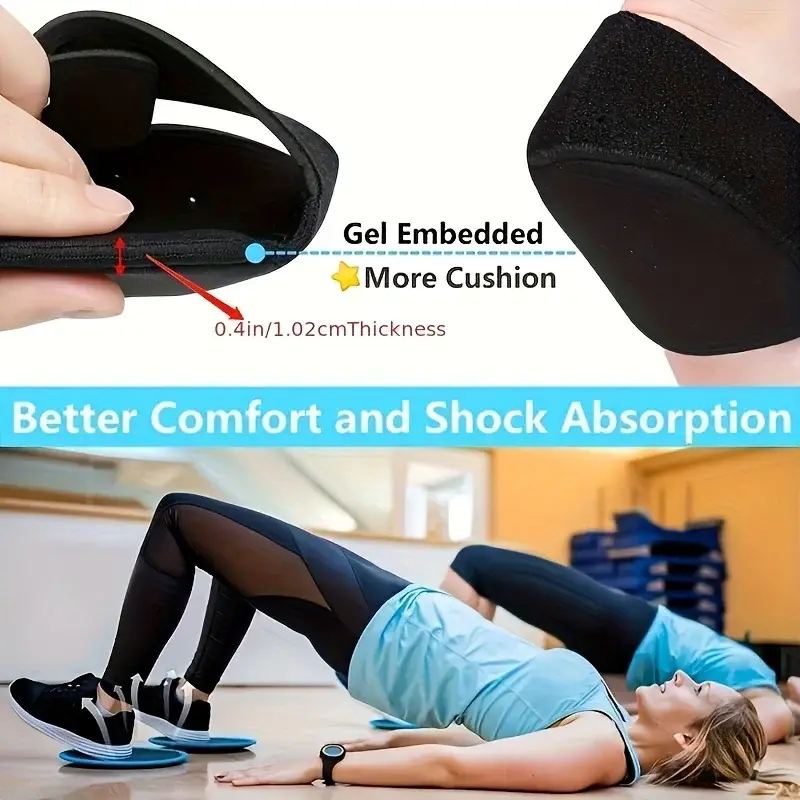 Gel Embedded
More Cushion
0.4in/1.02cmThickness
Better Comfort and Shock Absorption